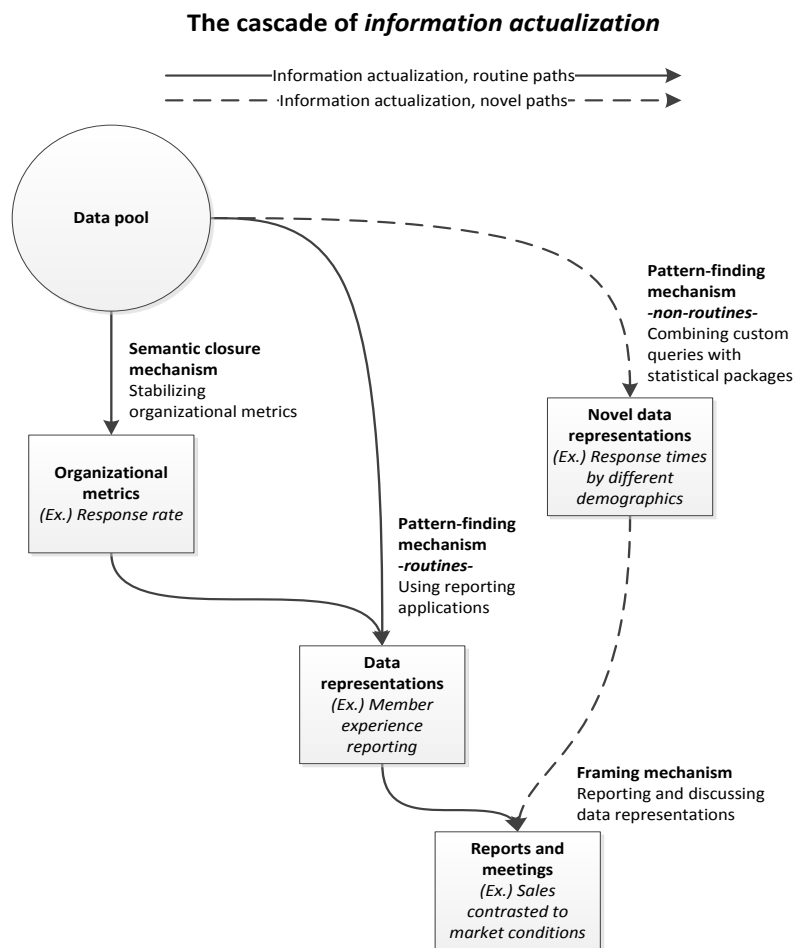 The cascade of information actualization
Information actualization, routine paths
Information actualization, novel paths
Data pool
Pattern-finding
mechanism
-non-routines-
Combining custom
queries with
statistical packages
Semantic closure
mechanism
Stabilizing
organizational metrics
Novel data
representations
(Ex.) Response times
by different
demographics
Organizational
metrics
(Ex.) Response rate
Pattern-finding
mechanism
-routines-
Using reporting
applications
Data
representations
(Ex.) Member
experience
reporting
Framing mechanism
Reporting and discussing
data representations
Reports and
meetings
(Ex.) Sales
contrasted to
market conditions